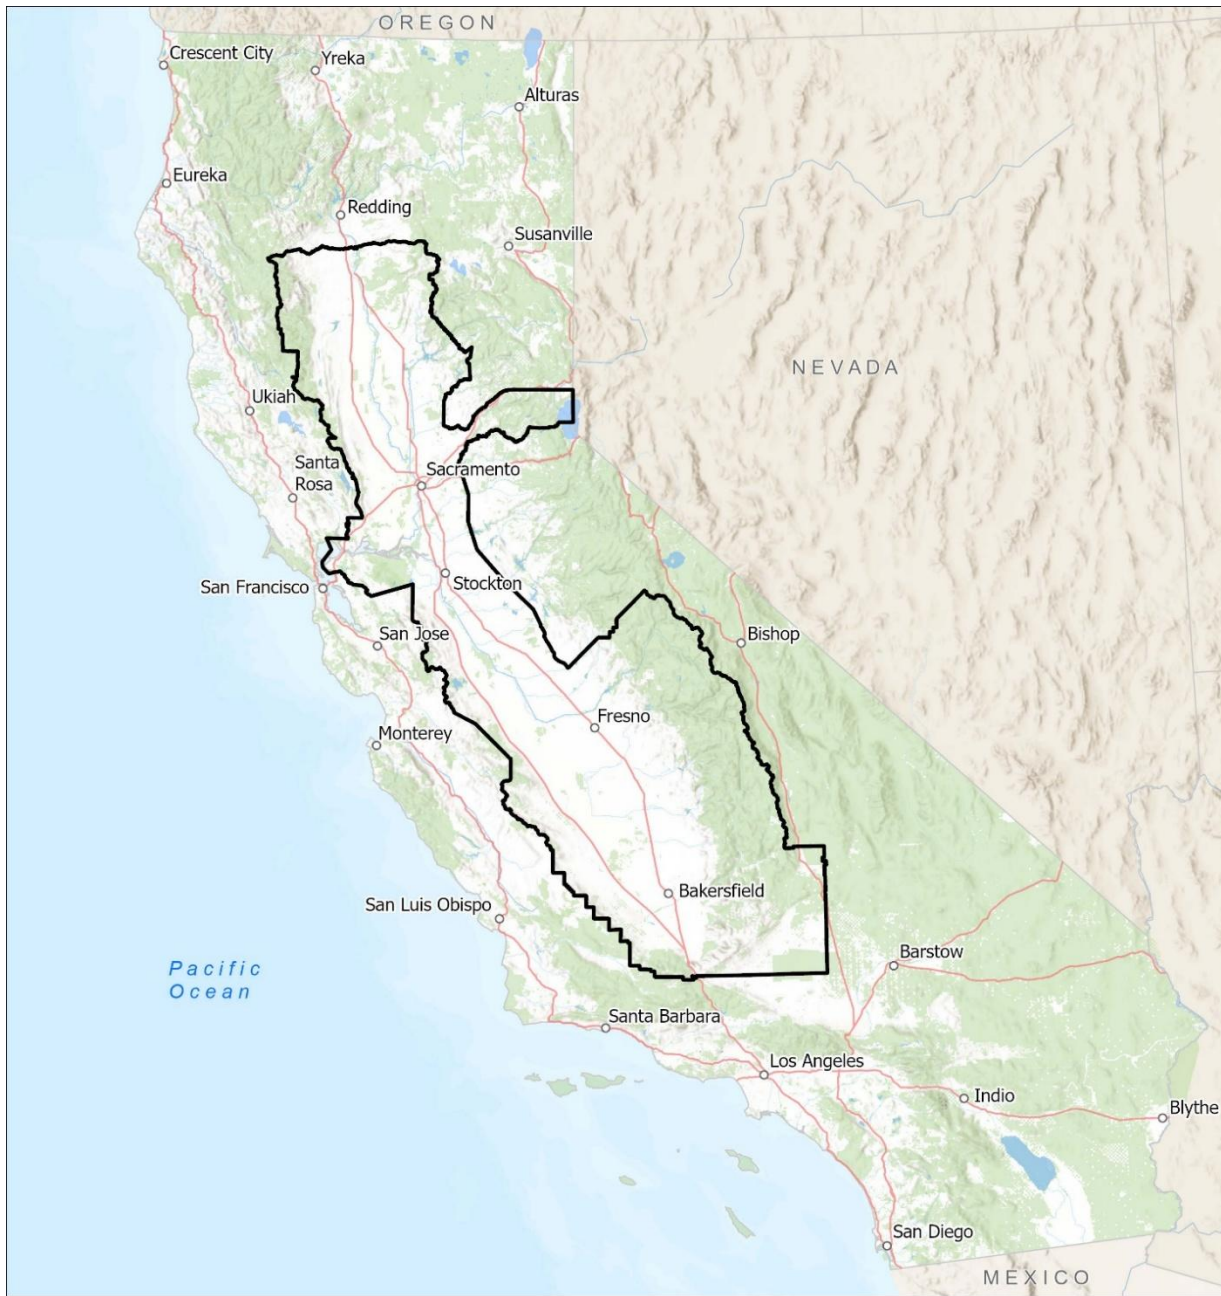 OREGON
Crescent City
Yreka
Alturas
Eureka
Redding
Susanville
NEVADA
Ukiah
Santa
Rosa
Sacramento
San Francisco
Stockton
San Jose
Bishop
Monterey
Fresno
San Luis Obispo
Bakersfield
Pacific
Ocean
Barstow
Santa Barbara
Los Angeles
Indio
Blythe
San Diego
MEXICO